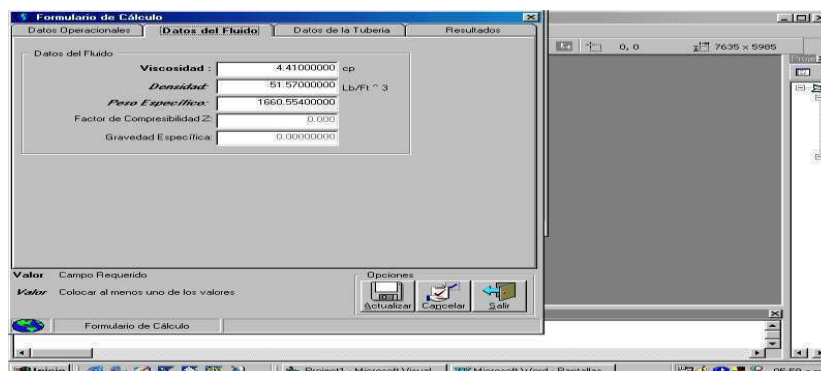 Formulario de Cálculo
Datos Operacionales
Datos del Fluido
Datos de la Tuberia
Resultados
Datos del Fluido
Viscosidad : 4.41000000 cp
Densidad: -51.57000000 Lb/Ft ^ 3
Peso Específico: 1660.55400000
Factor de Compresibilidad Z: 0.000
Gravedad Específica: 0.00000000
Valor Campo Requerido
Valor Colocar al menos uno de los valores
Opciones
Actualizar
Cancelar
Salir
Formulario de Cálculo
0, 0
7635 x 5985
Inicio
Project1 - Microsoft Visual
Microsoft Word - Pantallas